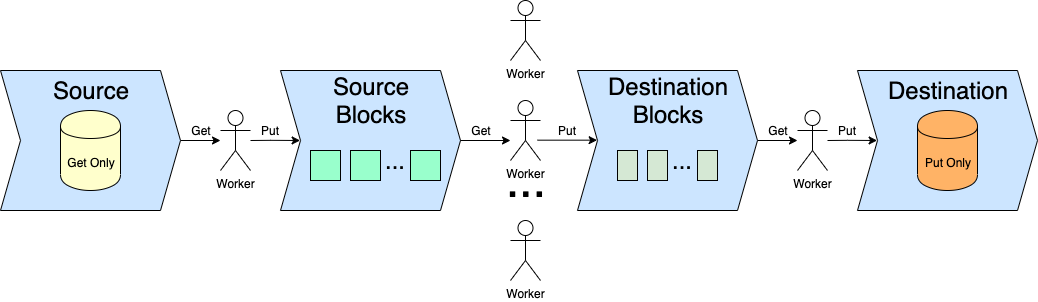 Source
Get Only
Get
Worker
Put
Source
Blocks
...
Worker
Get
Worker
Put
...
Worker
Destination
Blocks
...
Get
Worker
Put
Destination
Put Only